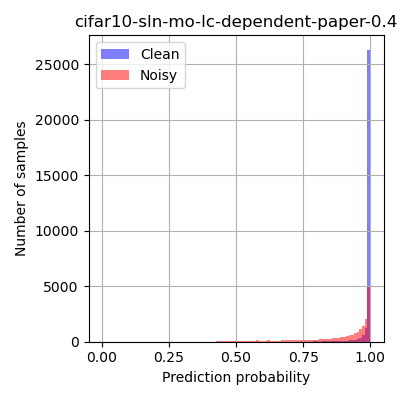 cifar10-sln-mo-lc-dependent-paper-0.4
Clean
Noisy
25000
20000
15000
10000
5000
0
Number of samples
0.00 0.25 0.50 0.75 1.00
Prediction probability